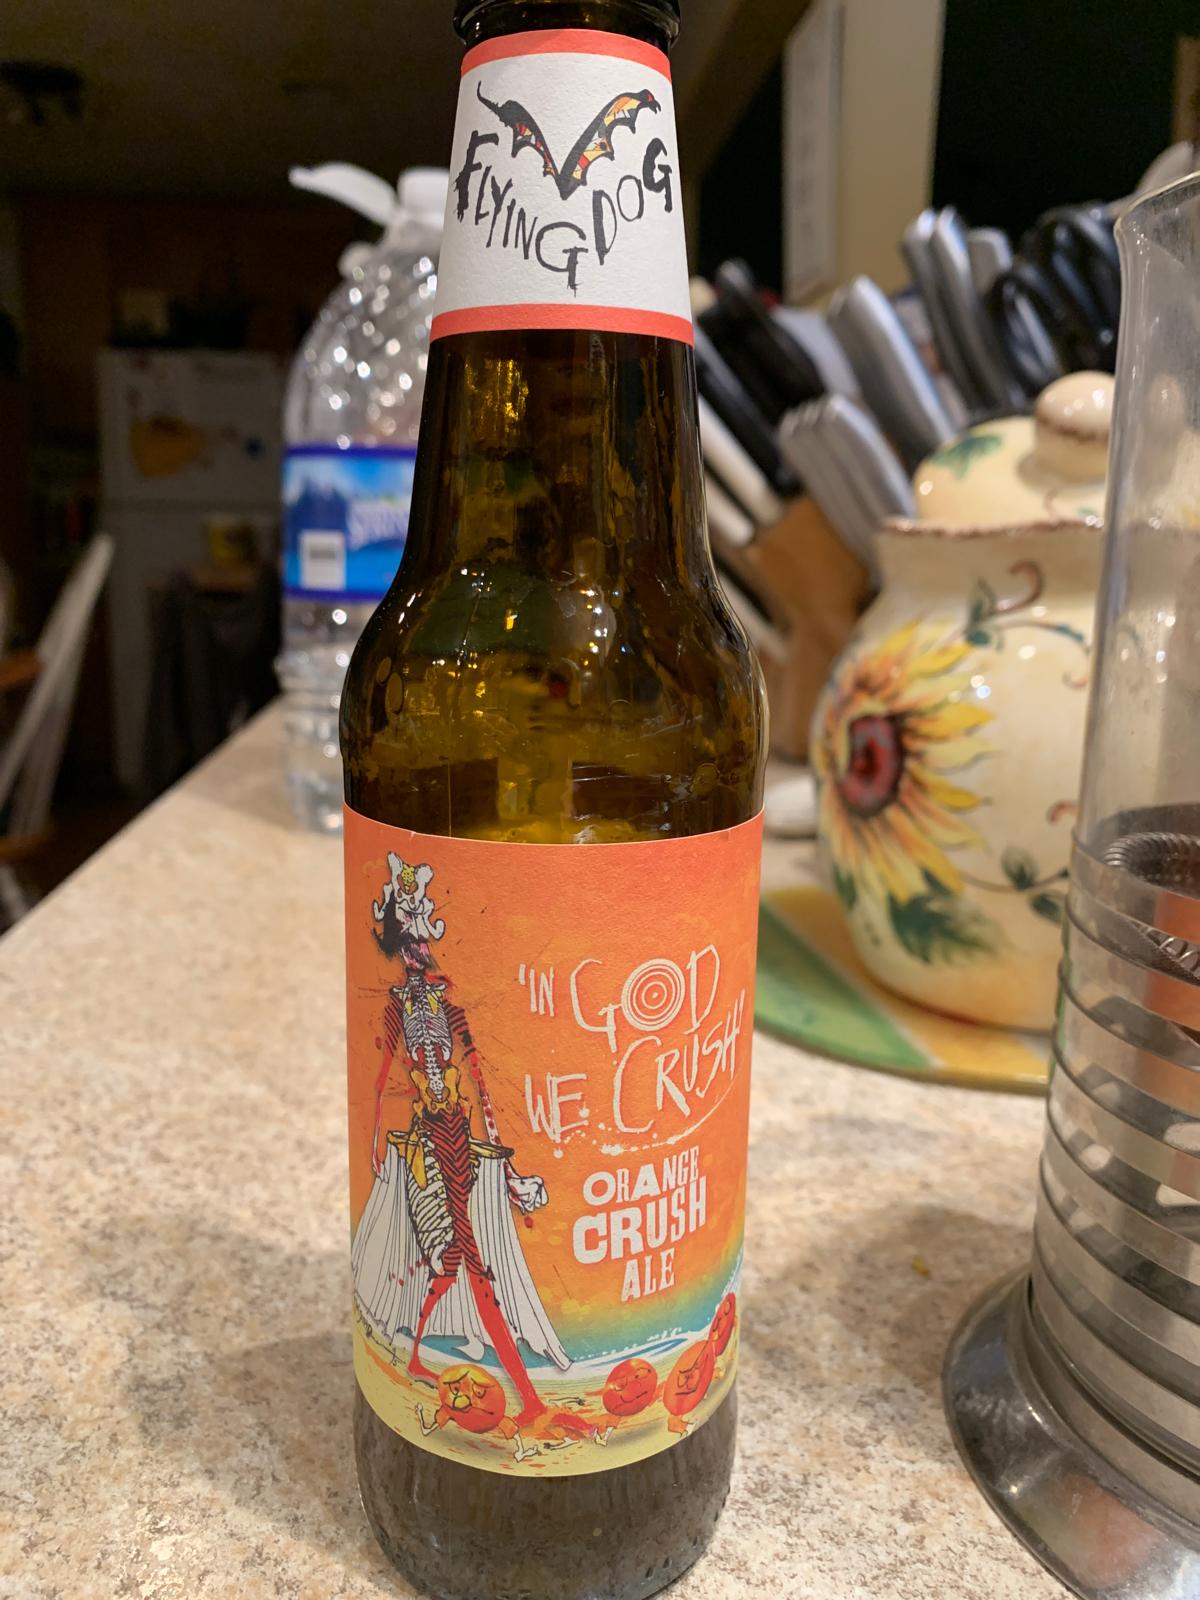 FLYING DOG
"IN GOD
WE CRUSH"
ORANGE
CRUSH
ALE